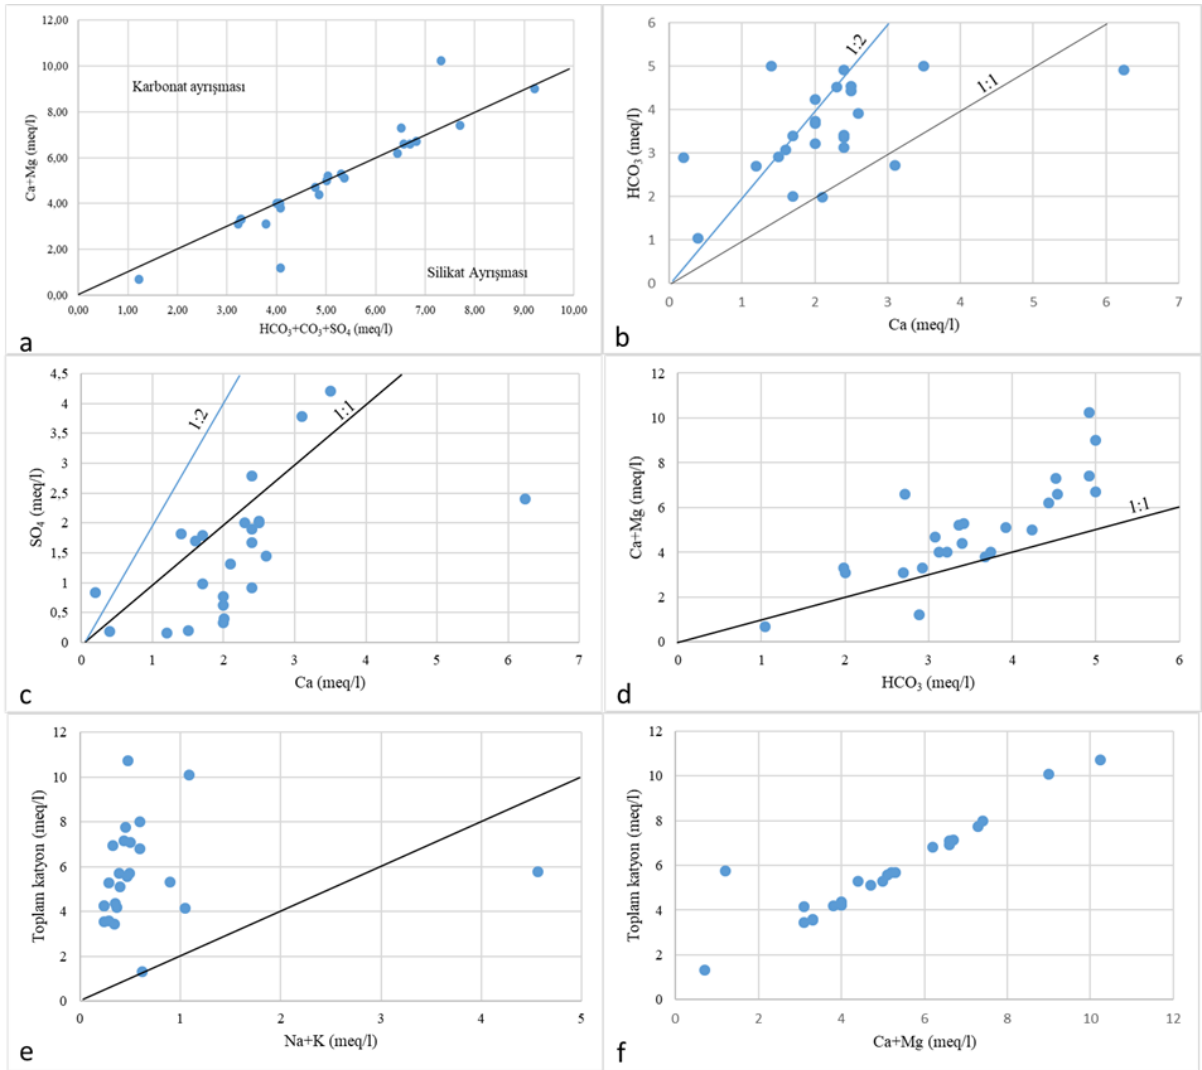 12,00
10,00
8,00
6,00
4,00
2,00
0,00
Ca+Mg (meq/l)
Karbonat ayrışması
Silikat Ayrışması
0,00 1,00 2,00 3,00 4,00 5,00 6,00 7,00 8,00 9,00 10,00
HCO₃+CO₃+SO₄ (meq/l)
a
6
5
4
3
2
1
0
HCO₃ (meq/l)
1:2
1:1
0 1 2 3 4 5 6 7
Ca (meq/l)
b
4,5
4
3,5
3
2,5
2
1,5
1
0,5
0
SO₄ (meq/l)
1:2
1:1
0 1 2 3 4 5 6 7
Ca (meq/l)
c
12
10
8
6
4
2
0
Ca+Mg (meq/l)
1:1
0 1 2 3 4 5 6
HCO₃ (meq/l)
d
12
10
8
6
4
2
0
Toplam katyon (meq/l)
0 1 2 3 4 5
Na+K (meq/l)
e
12
10
8
6
4
2
0
Toplam katyon (meq/l)
0 2 4 6 8 10 12
Ca+Mg (meq/l)
f